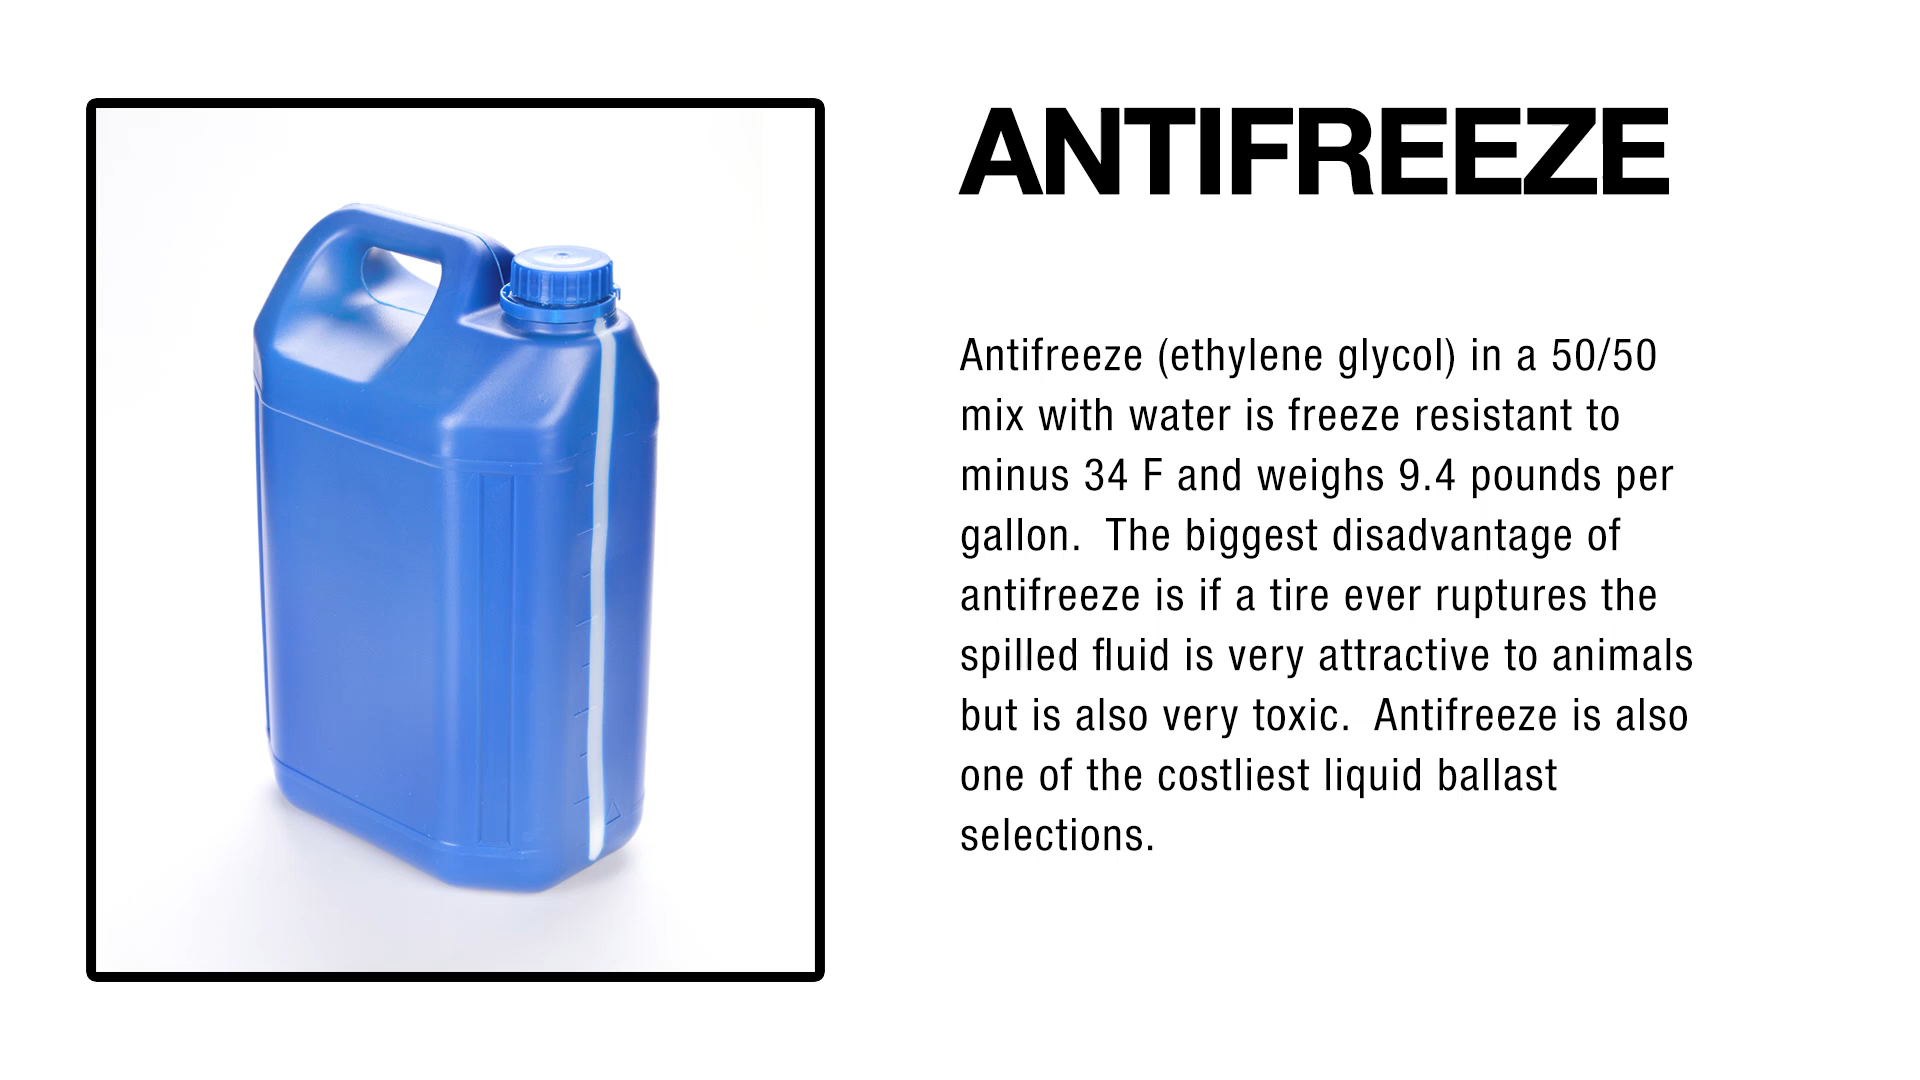 ANTIFREEZE
Antifreeze (ethylene glycol) in a 50/50
mix with water is freeze resistant to
minus 34 F and weighs 9.4 pounds per
gallon.  The biggest disadvantage of
antifreeze is if a tire ever ruptures the
spilled fluid is very attractive to animals
but is also very toxic.  Antifreeze is also
one of the costliest liquid ballast
selections.